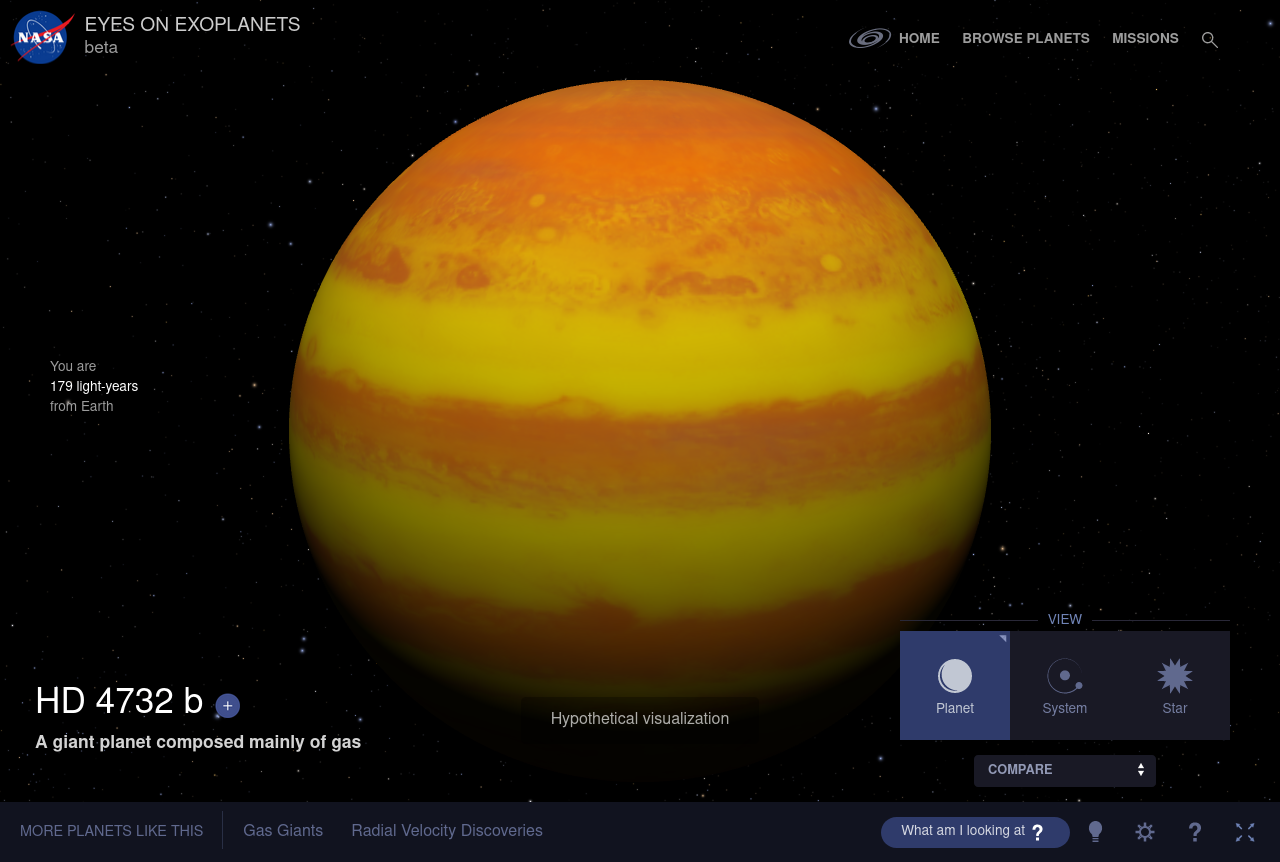 NASA
EYES ON EXOPLANETS
beta
HOME
BROWSE PLANETS
MISSIONS
You are
179 light-years
from Earth
VIEW
Planet
System
Star
HD 4732 b +
A giant planet composed mainly of gas
Hypothetical visualization
COMPARE
MORE PLANETS LIKE THIS
Gas Giants
Radial Velocity Discoveries
What am I looking at ?
?